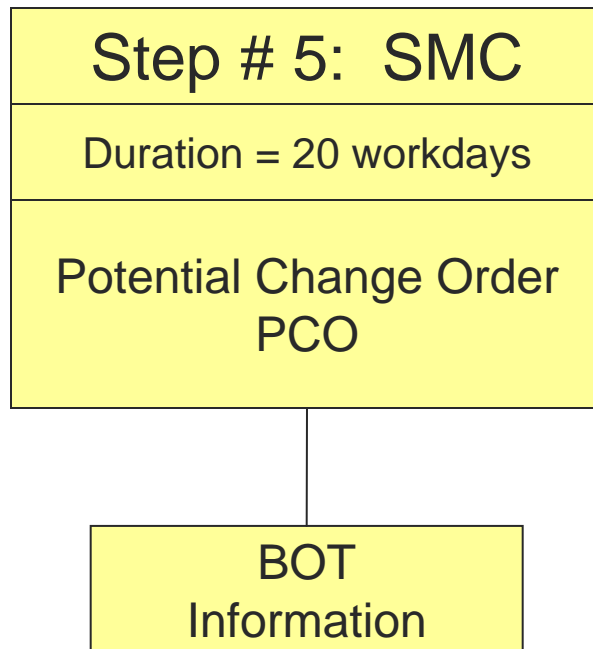 Step # 5:  SMC
Duration = 20 workdays
Potential Change Order
PCO
BOT
Information